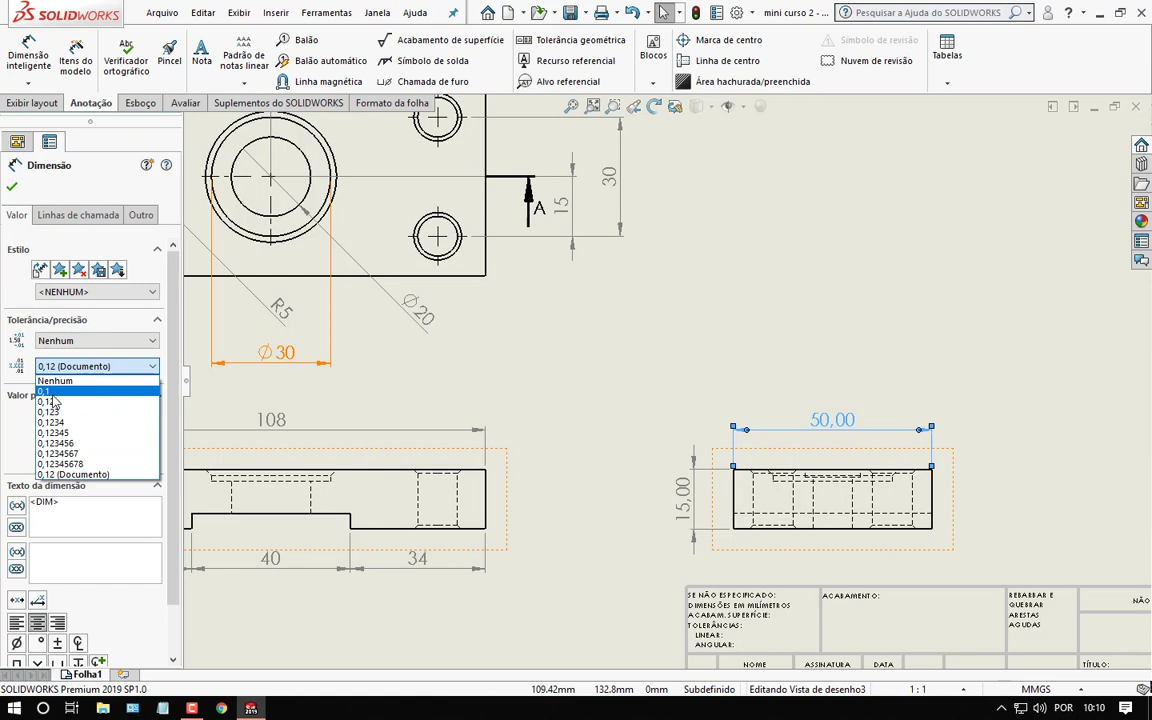 SOLIDWORKS
Arquivo Editar Exibir Inserir Ferramentas Janela Ajuda
mini curso 2 - ...
Pesquisar a Ajuda do SOLIDWORKS
Dimensão inteligente
Itens do modelo
Verificador ortográfico
Pincel
Nota
Padrão de notas linear
Balão
Balão automático
Linha magnética
Acabamento de superfície
Símbolo de solda
Chamada de furo
Tolerância geométrica
Recurso referencial
Alvo referencial
Blocos
Marca de centro
Linha de centro
Área hachurada/preenchida
Símbolo de revisão
Nuvem de revisão
Tabelas
Exibir layout Anotação Esboço Avaliar Suplementos do SOLIDWORKS Formato da folha
Dimensão
Valor Linhas de chamada Outro
Estilo
<NENHUM>
Tolerância/precisão
Nenhum
0,12 (Documento)
Nenhum
0,1
0,12
0,123
0,1234
0,12345
0,123456
0,1234567
0,12345678
0,12 (Documento)
Texto da dimensão
<DIM>
30
15
A
R5
Ø20
Ø30
108
40
34
50,00
15,00
SE NÃO ESPECIFICADO:
DIMENSÕES EM MILÍMETROS
ACABAM. SUPERFÍCIE:
TOLERÂNCIAS:
LINEAR:
ANGULAR:
ACABAMENTO:
REBARBAR E
QUEBRAR
ARESTAS
AGUDAS
NÃO
NOME ASSINATURA DATA
TÍTULO:
Folha1
SOLIDWORKS Premium 2019 SP1.0
109.42mm 132.8mm 0mm Subdefinido Editando Vista de desenho3 1 : 1 MMGS
POR 10:10